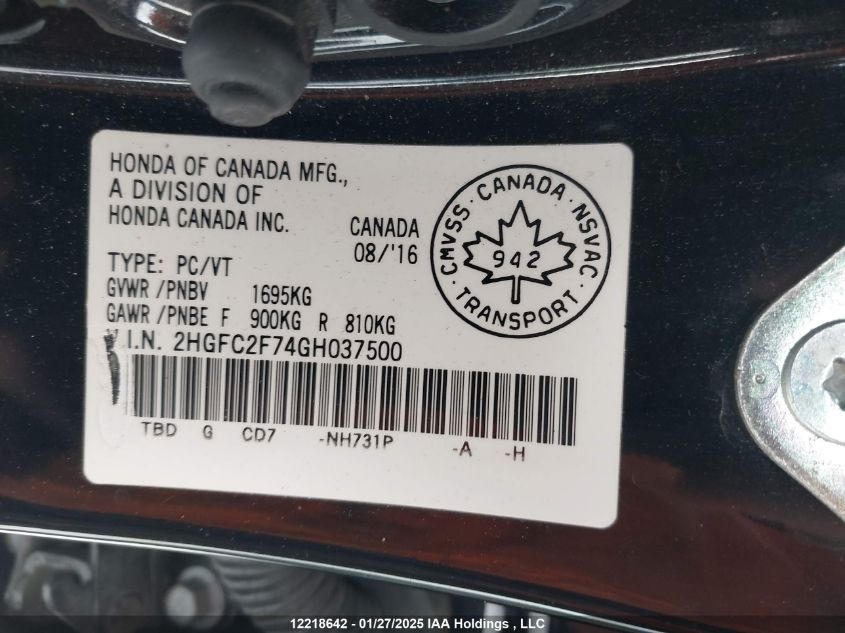 HONDA OF CANADA MFG.,
A DIVISION OF
HONDA CANADA INC.
CANADA
08/'16
TYPE: PC/VT
GVWR /PNBV 1695KG
GAWR /PNBE F 900KG R 810KG
V.I.N. 2HGFC2F74GH037500
TBD G CD7 -NH731P -A -H
CMVSS · CANADA · NSVAC · TRANSPORT ·
942
12218642 - 01/27/2025 IAA Holdings , LLC